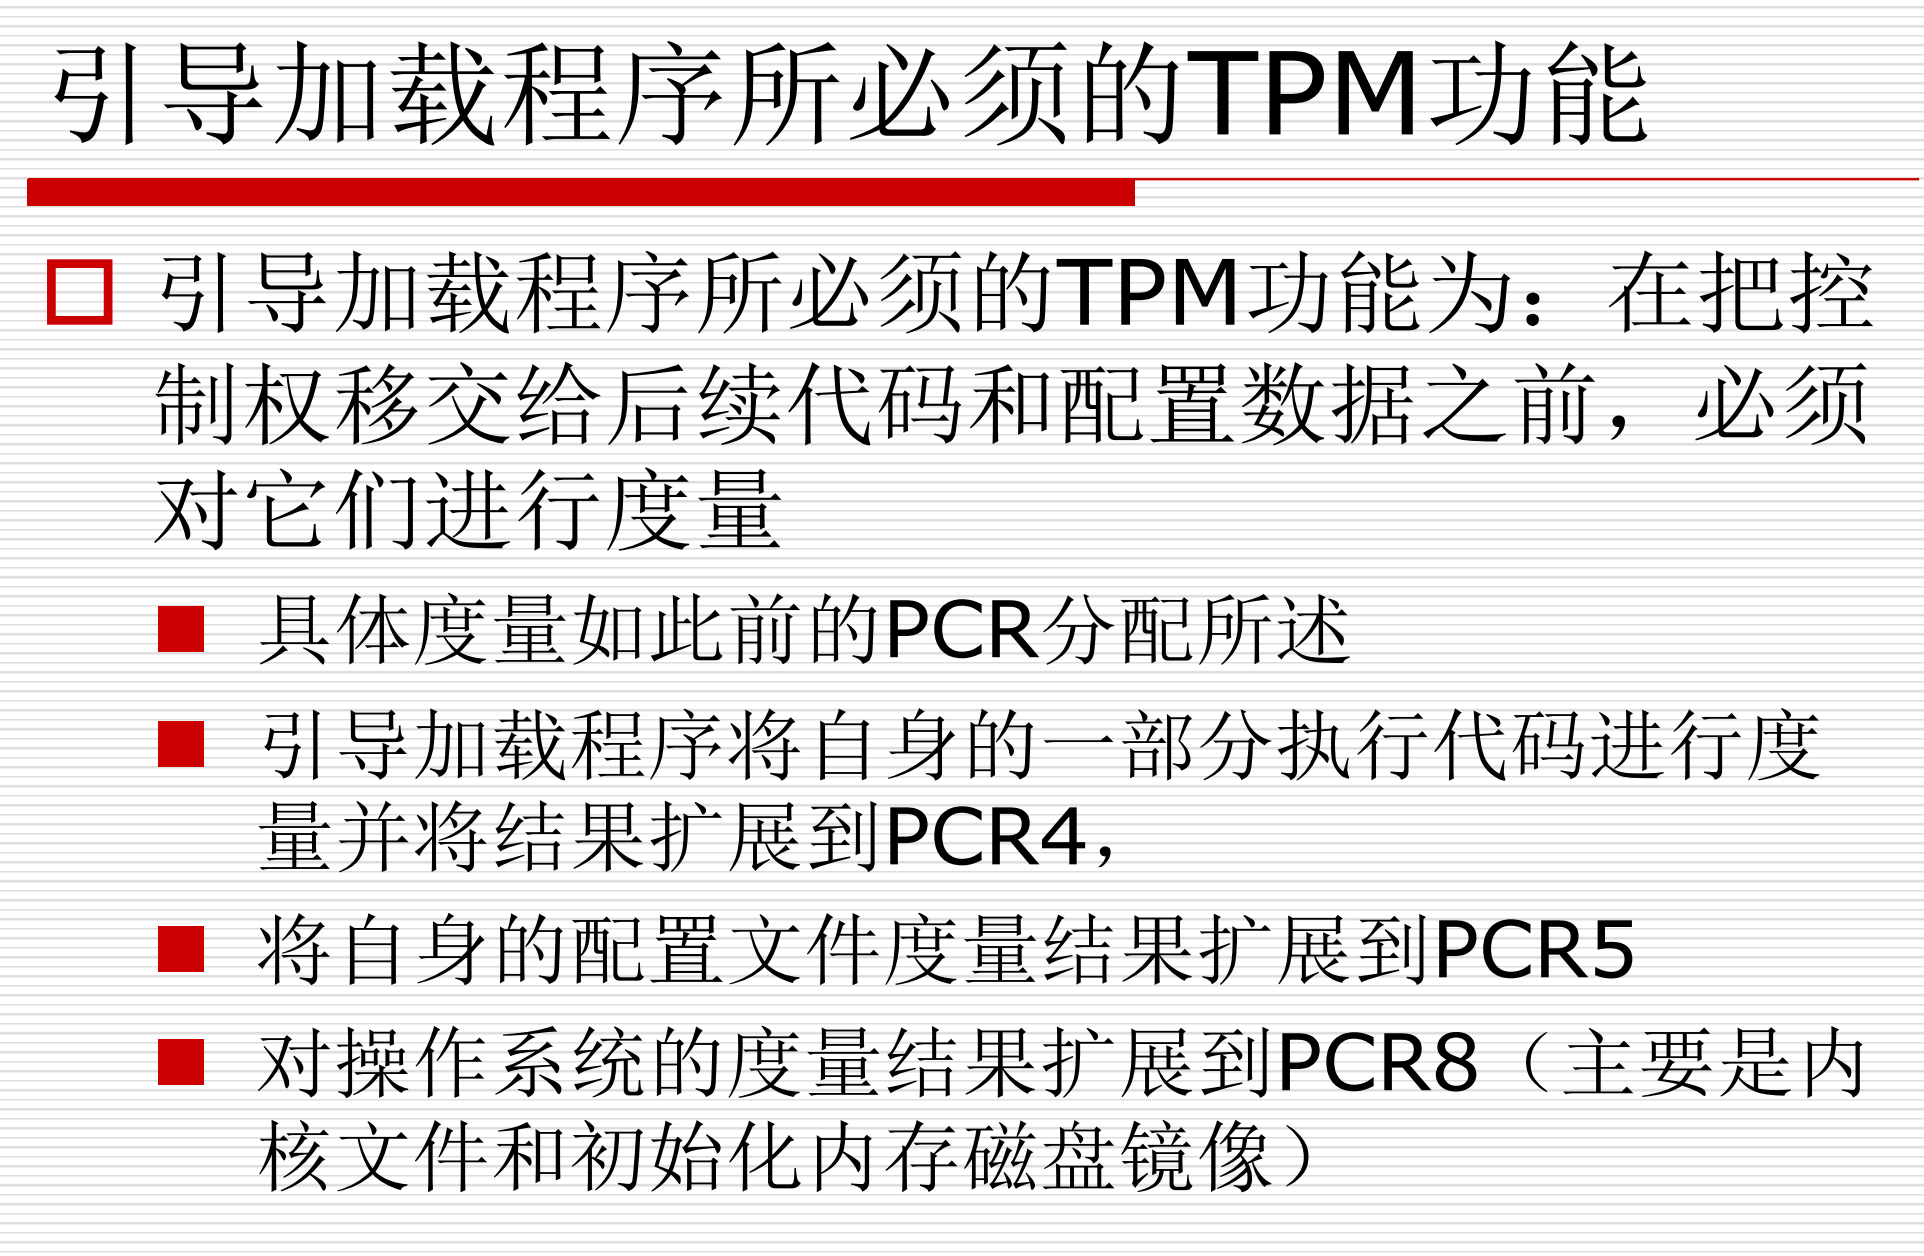 引导加载程序所必须的TPM功能
引导加载程序所必须的TPM功能为：在把控
制权移交给后续代码和配置数据之前，必须
对它们进行度量
具体度量如此前的PCR分配所述
引导加载程序将自身的一部分执行代码进行度
量并将结果扩展到PCR4，
将自身的配置文件度量结果扩展到PCR5
对操作系统的度量结果扩展到PCR8（主要是内
核文件和初始化内存磁盘镜像）